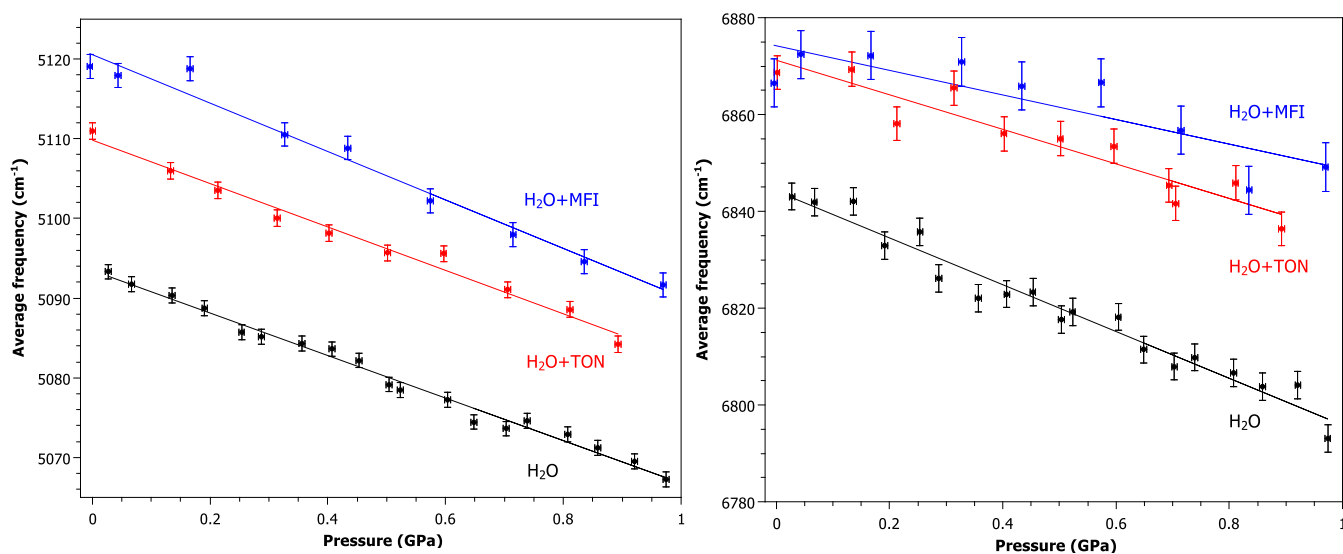 5120
5110
5100
5090
5080
5070
Average frequency (cm⁻¹)
H₂O+MFI
H₂O+TON
H₂O
0 0.2 0.4 0.6 0.8 1
Pressure (GPa)
6880
6860
6840
6820
6800
6780
Average frequency (cm⁻¹)
H₂O+MFI
H₂O+TON
H₂O
0 0.2 0.4 0.6 0.8 1
Pressure (GPa)